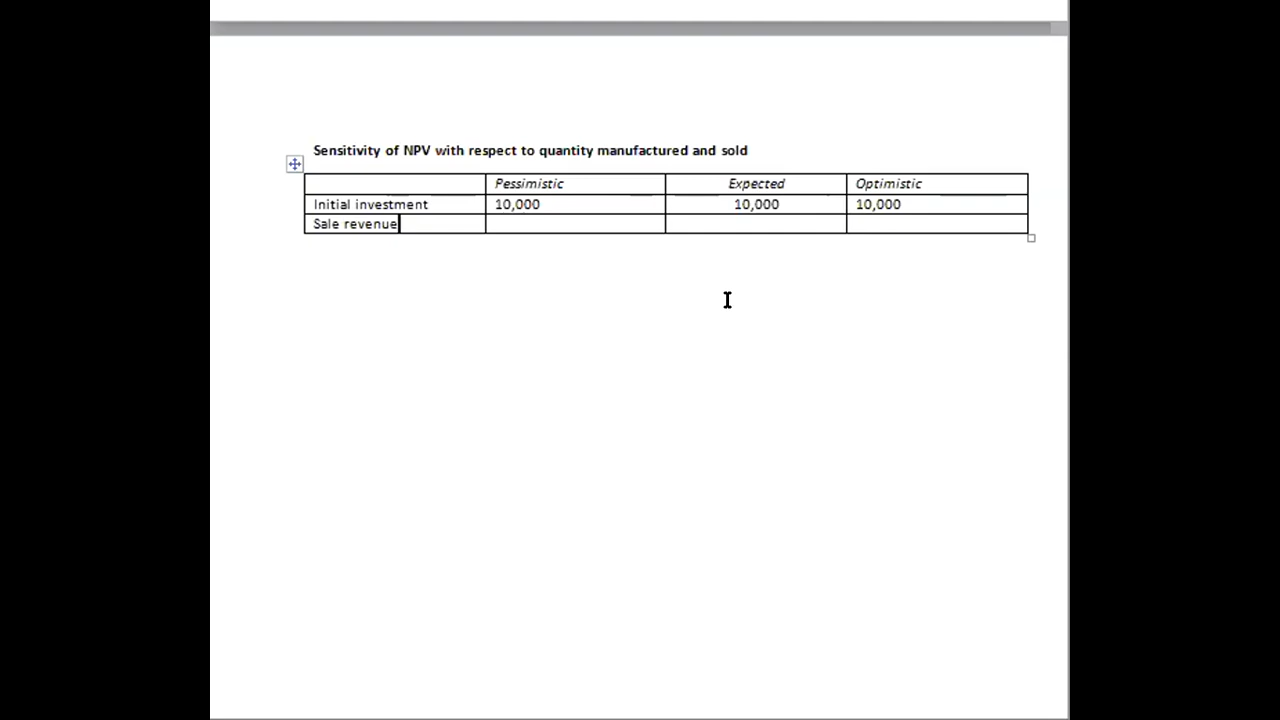 Sensitivity of NPV with respect to quantity manufactured and sold
Pessimistic Expected Optimistic
Initial investment 10,000 10,000 10,000
Sale revenue